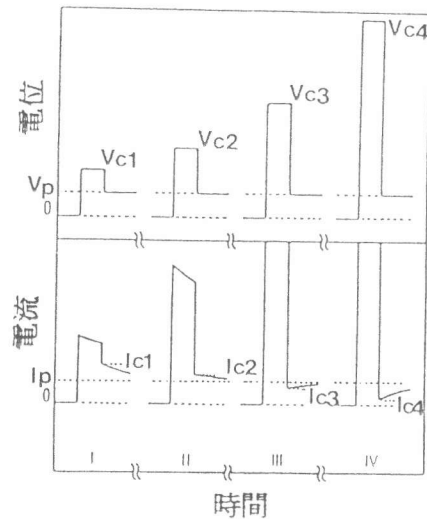 電位
Vc1
Vc2
Vc3
Vc4
Vp
0
電流
Ic1
Ic2
Ic3
Ic4
Ip
0
I
II
III
IV
時間